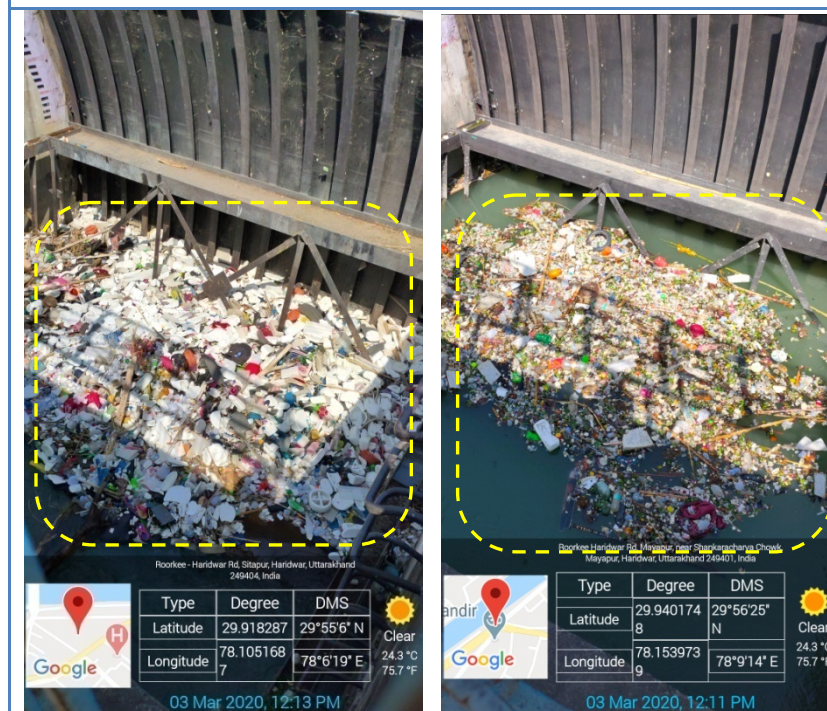 Roorkee - Haridwar Rd, Sitapur, Haridwar, Uttarakhand
249404, India
Google
H
Type Degree DMS
Latitude 29.918287 29°55'6" N
Longitude 78.105168
7 78°6'19" E
Clear
24.3 °C
75.7 °F
03 Mar 2020, 12:13 PM
Roorkee Haridwar Rd, Mayapur, near Shankaracharya Chowk,
Mayapur, Haridwar, Uttarakhand 249401, India
andir
Google
Type Degree DMS
Latitude 29.940174
8 29°56'25"
N
Longitude 78.153973
9 78°9'14" E
Clear
24.3 °C
75.7 °F
03 Mar 2020, 12:11 PM